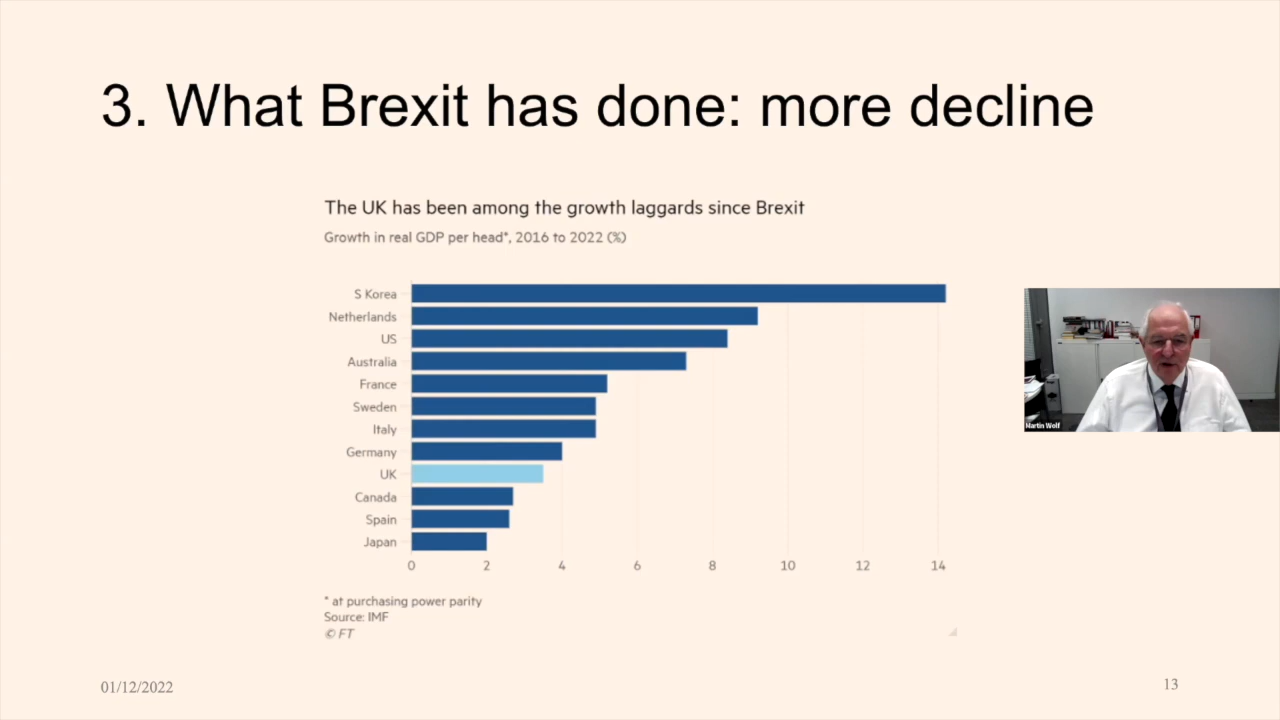 3. What Brexit has done: more decline
The UK has been among the growth laggards since Brexit
Growth in real GDP per head*, 2016 to 2022 (%)
S Korea
Netherlands
US
Australia
France
Sweden
Italy
Germany
UK
Canada
Spain
Japan
0 2 4 6 8 10 12 14
* at purchasing power parity
Source: IMF
© FT
Martin Wolf
01/12/2022
13